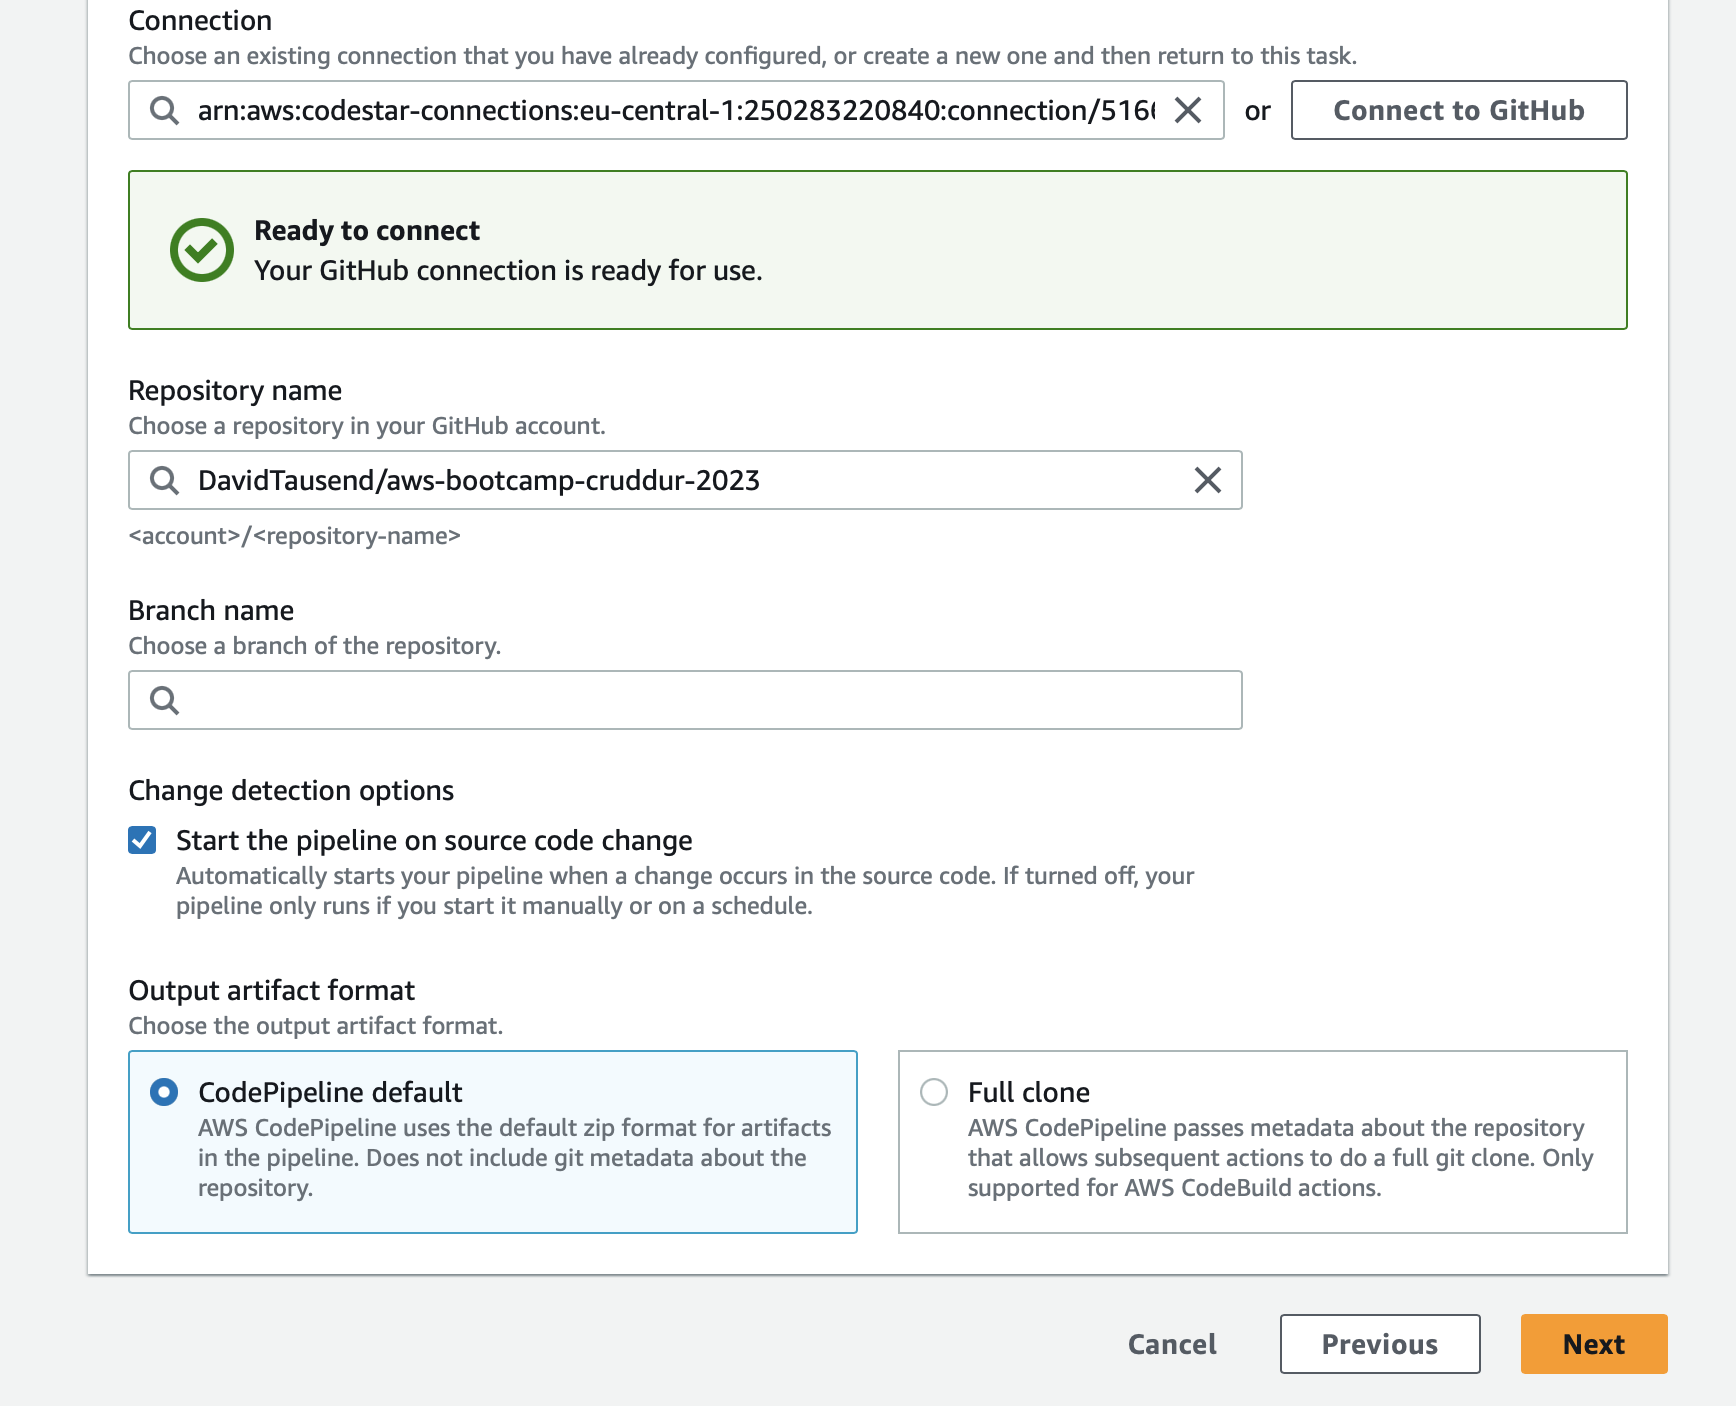 Connection
Choose an existing connection that you have already configured, or create a new one and then return to this task.
arn:aws:codestar-connections:eu-central-1:250283220840:connection/516 or Connect to GitHub
Ready to connect
Your GitHub connection is ready for use.
Repository name
Choose a repository in your GitHub account.
DavidTausend/aws-bootcamp-cruddur-2023
<account>/<repository-name>
Branch name
Choose a branch of the repository.
Change detection options
Start the pipeline on source code change
Automatically starts your pipeline when a change occurs in the source code. If turned off, your
pipeline only runs if you start it manually or on a schedule.
Output artifact format
Choose the output artifact format.
CodePipeline default
AWS CodePipeline uses the default zip format for artifacts
in the pipeline. Does not include git metadata about the
repository.
Full clone
AWS CodePipeline passes metadata about the repository
that allows subsequent actions to do a full git clone. Only
supported for AWS CodeBuild actions.
Cancel Previous Next